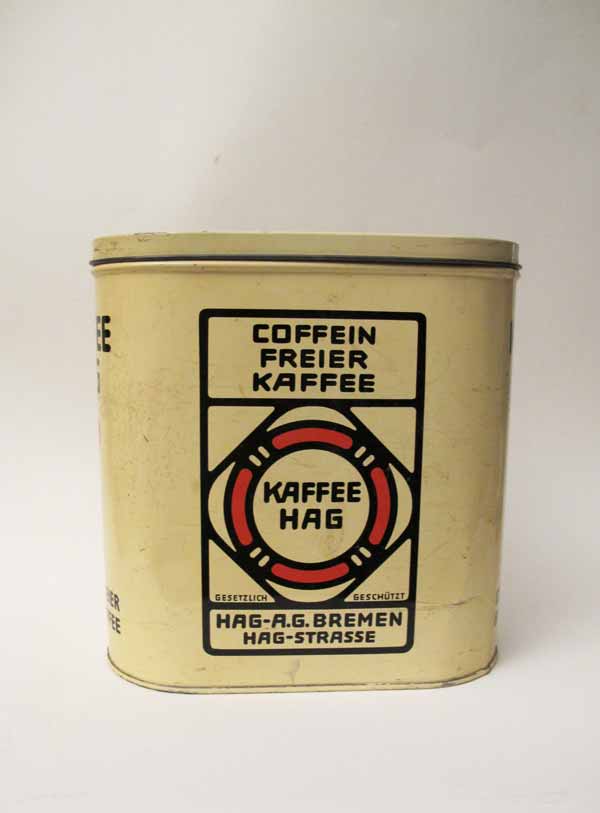 COFFEIN
FREIER
KAFFEE
KAFFEE
HAG
GESETZLICH GESCHÜTZT
HAG-A.G. BREMEN
HAG-STRASSE